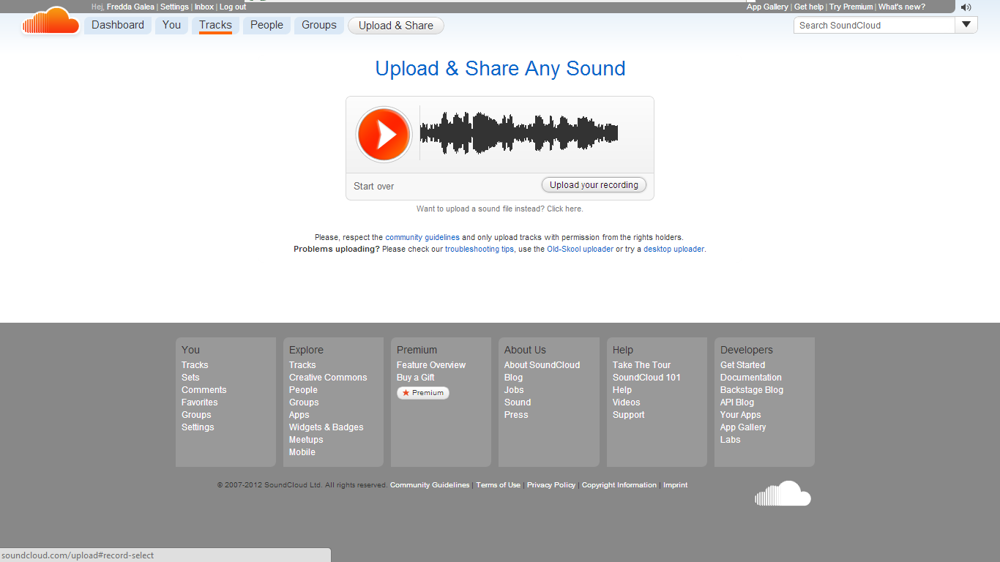 Hej, Fredda Galea | Settings | Inbox | Log out
App Gallery | Get help | Try Premium | What's new?
Dashboard You Tracks People Groups Upload & Share
Search SoundCloud
Upload & Share Any Sound
Start over
Upload your recording
Want to upload a sound file instead? Click here.
Please, respect the community guidelines and only upload tracks with permission from the rights holders.
Problems uploading? Please check our troubleshooting tips, use the Old-Skool uploader or try a desktop uploader.
You
Tracks
Sets
Comments
Favorites
Groups
Settings
Explore
Tracks
Creative Commons
People
Groups
Apps
Widgets & Badges
Meetups
Mobile
Premium
Feature Overview
Buy a Gift
Premium
About Us
About SoundCloud
Blog
Jobs
Sound
Press
Help
Take The Tour
SoundCloud 101
Help
Videos
Support
Developers
Get Started
Documentation
Backstage Blog
API Blog
Your Apps
App Gallery
Labs
© 2007-2012 SoundCloud Ltd. All rights reserved. Community Guidelines | Terms of Use | Privacy Policy | Copyright Information | Imprint
soundcloud.com/upload#record-select